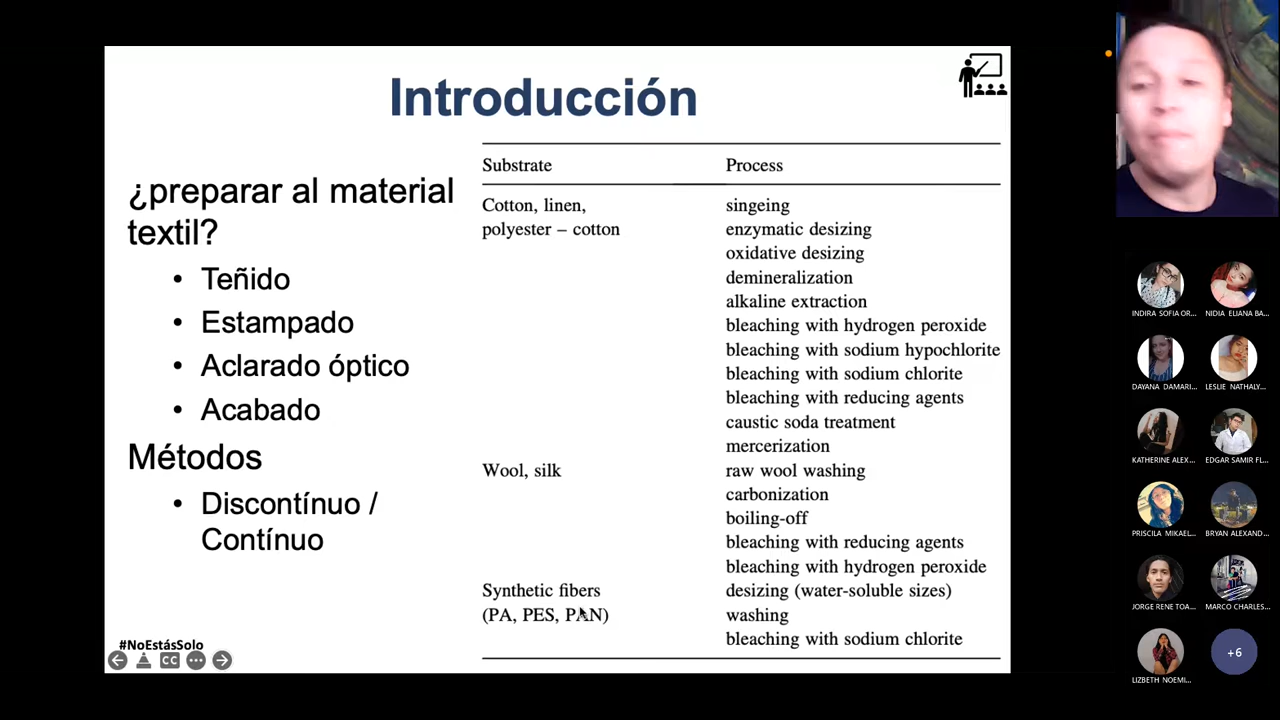 Introducción
¿preparar al material
textil?
• Teñido
• Estampado
• Aclarado óptico
• Acabado
Métodos
• Discontínuo /
Contínuo
Substrate Process
Cotton, linen, singeing
polyester – cotton enzymatic desizing
oxidative desizing
demineralization
alkaline extraction
bleaching with hydrogen peroxide
bleaching with sodium hypochlorite
bleaching with sodium chlorite
bleaching with reducing agents
caustic soda treatment
mercerization
Wool, silk raw wool washing
carbonization
boiling-off
bleaching with reducing agents
bleaching with hydrogen peroxide
Synthetic fibers desizing (water-soluble sizes)
(PA, PES, PAN) washing
bleaching with sodium chlorite
#NoEstásSolo
CC
INDIRA SOFIA OR... NIDIA ELIANA BA...
DAYANA DAMARI... LESLIE NATHALY...
KATHERINE ALEX... EDGAR SAMIR FL...
PRISCILA MIKAEL... BRYAN ALEXAND...
JORGE RENE TOA... MARCO CHARLES...
LIZBETH NOEMI...
+6